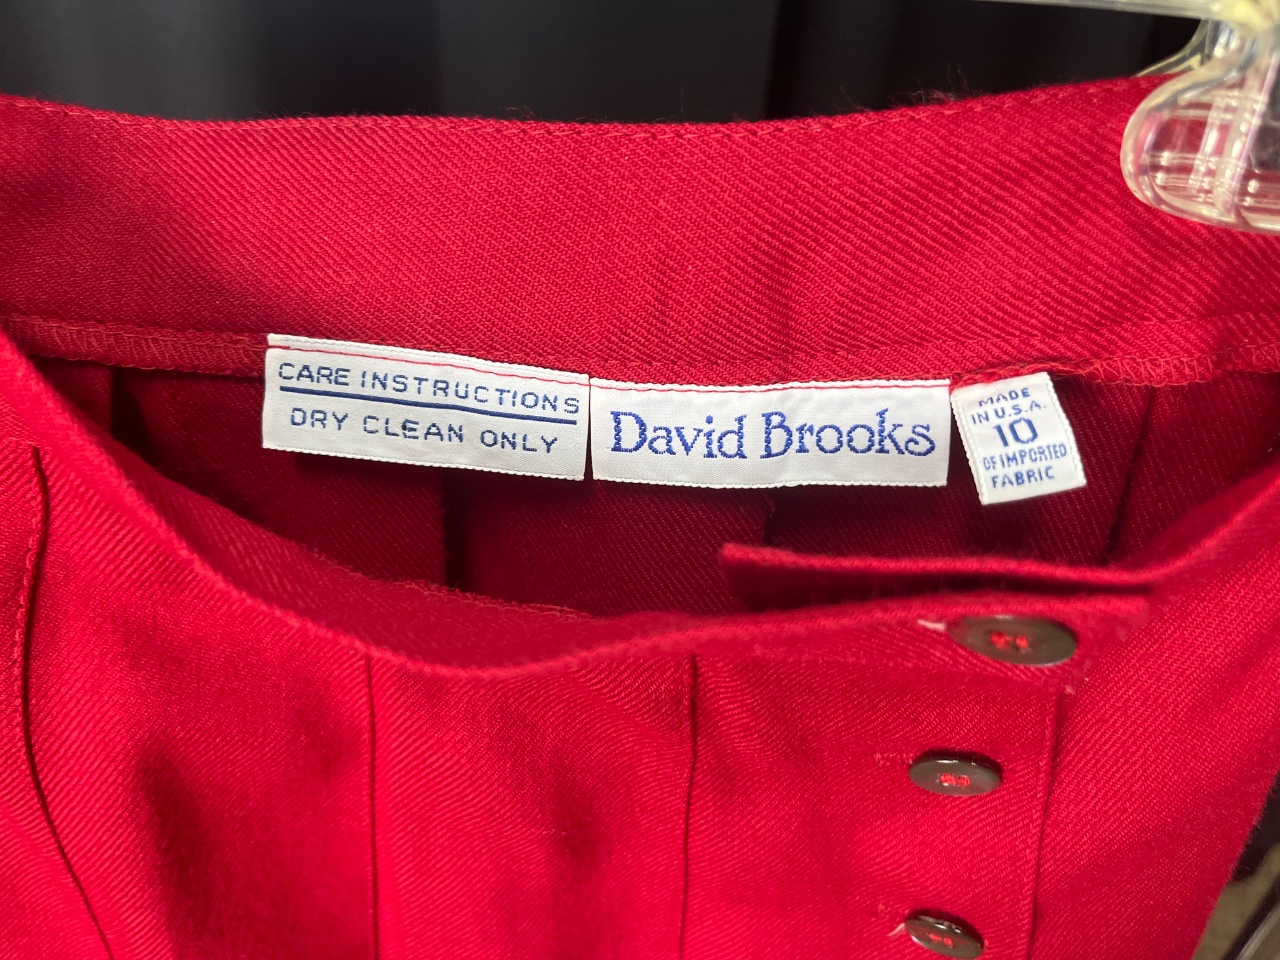 CARE INSTRUCTIONS
DRY CLEAN ONLY
David Brooks
MADE
IN U.S.A.
10
OF IMPORTED
FABRIC